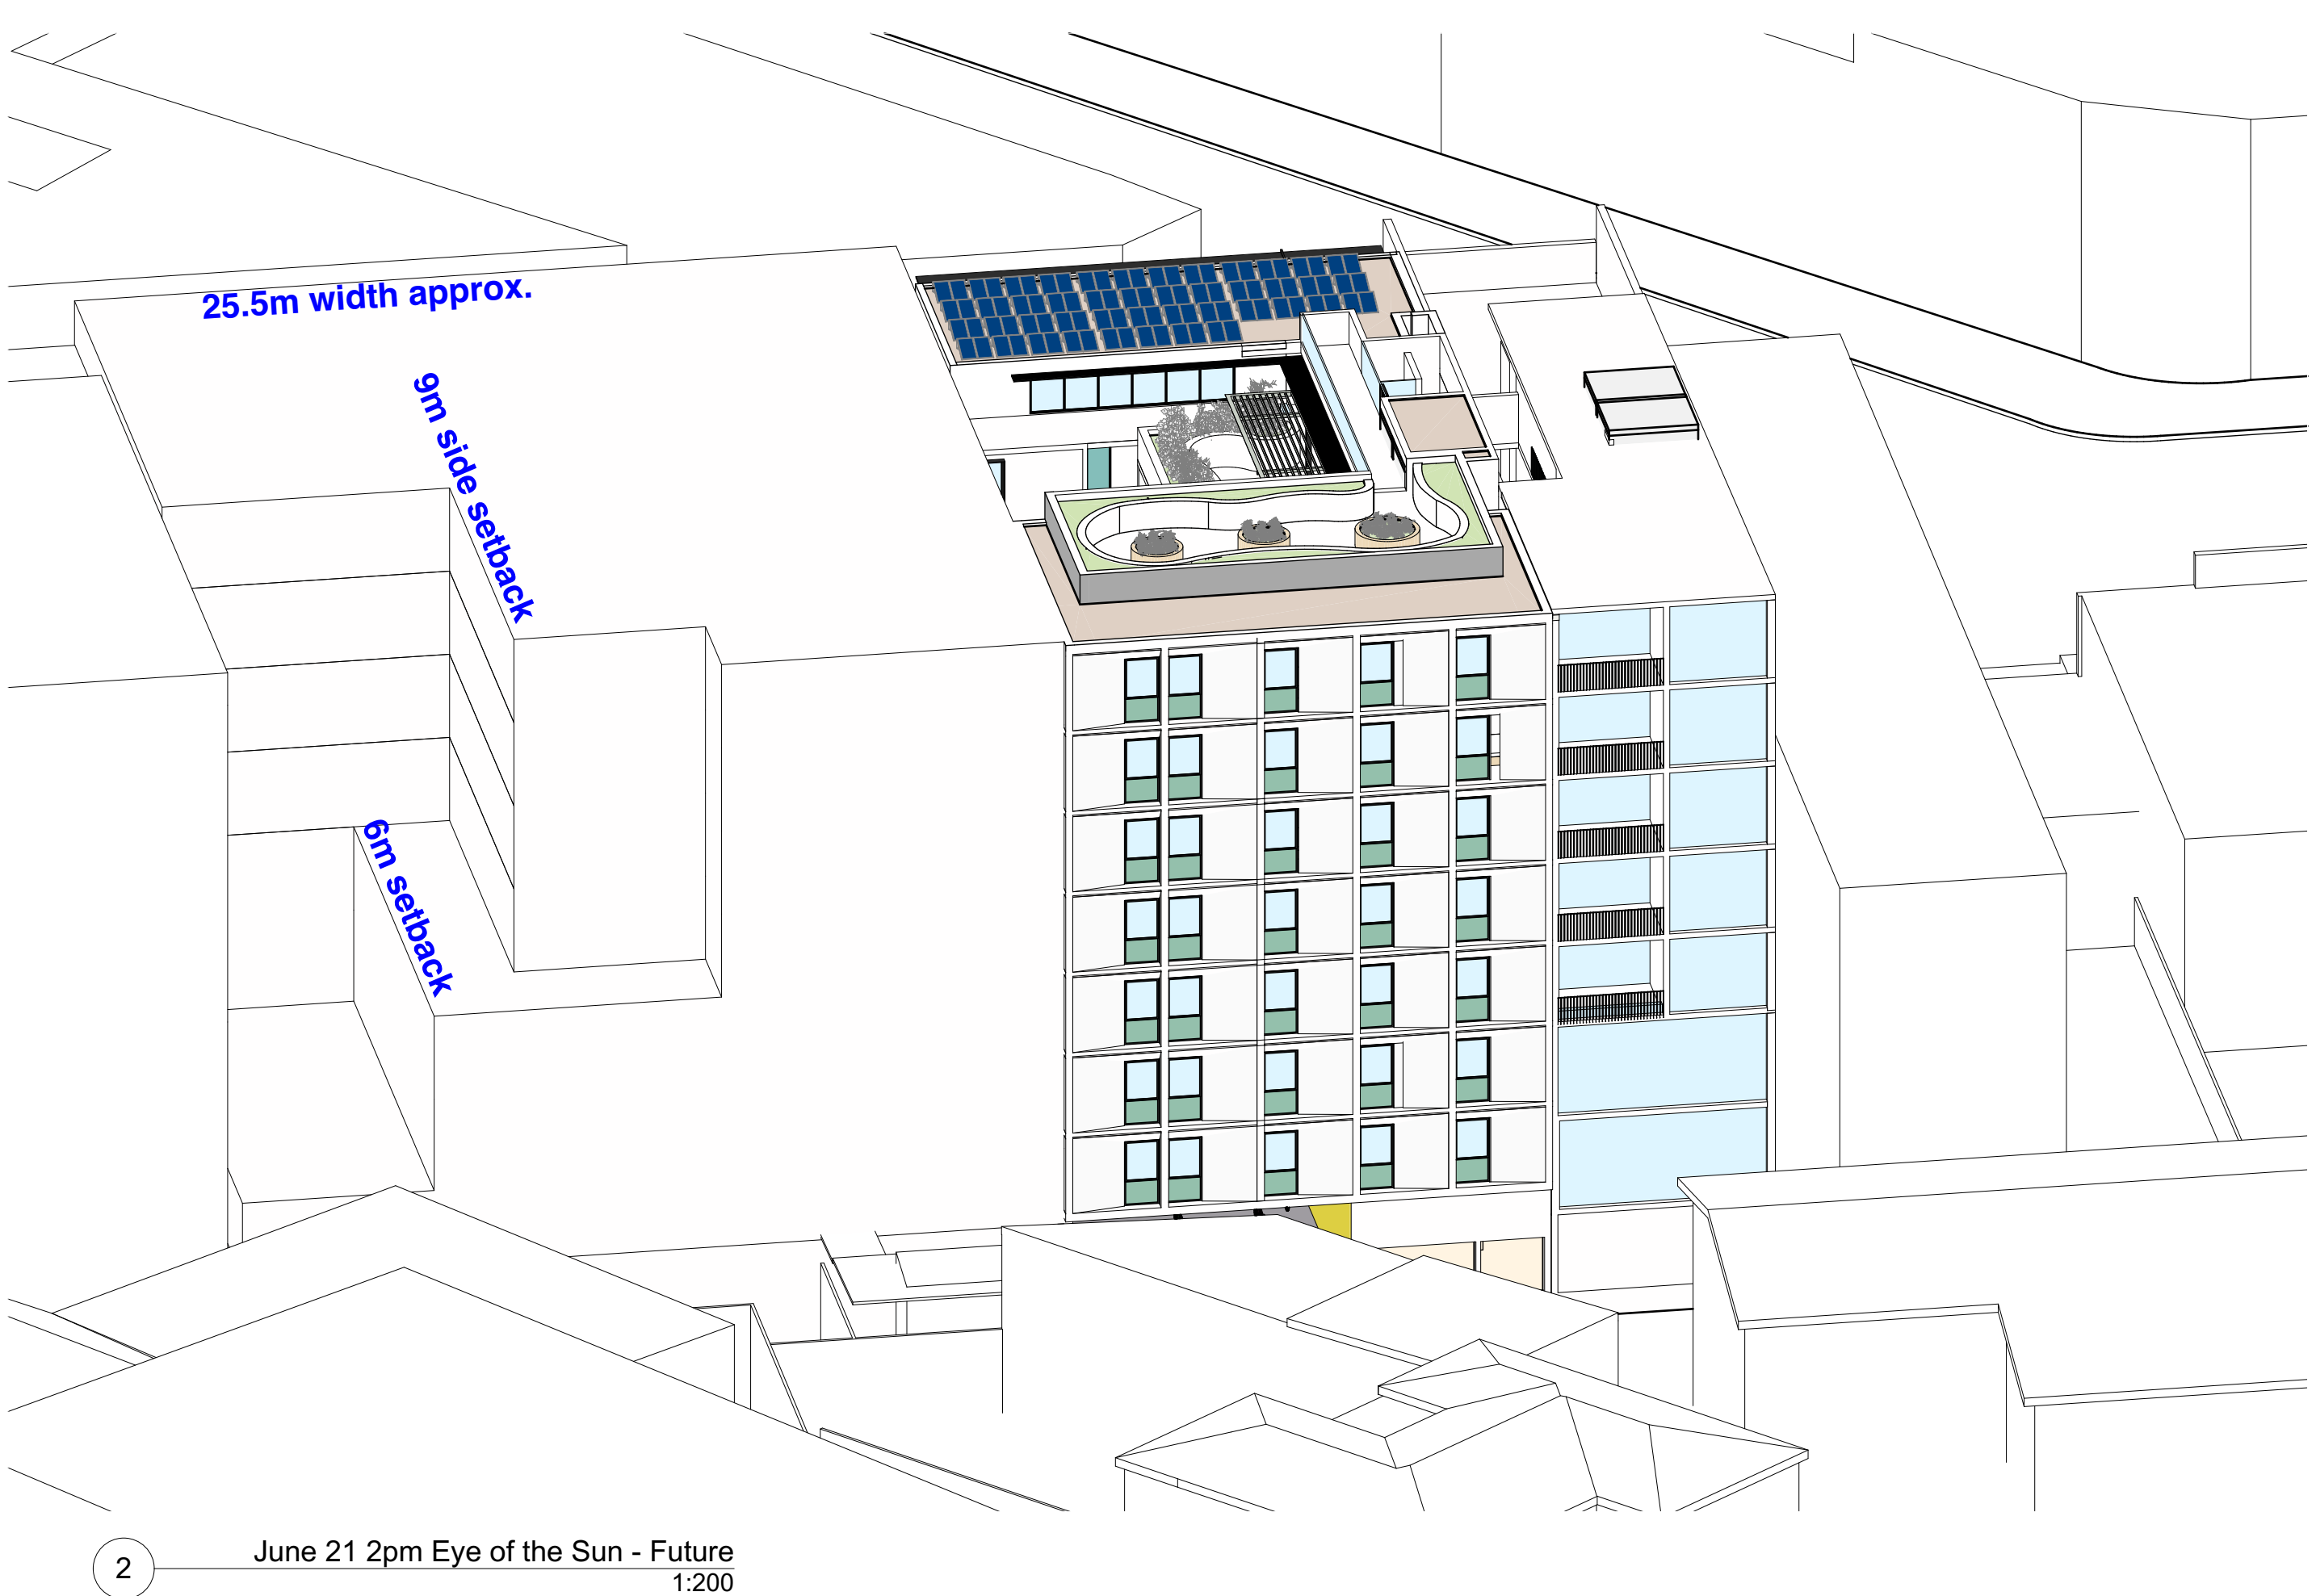 25.5m width approx.
9m side setback
6m setback
2
June 21 2pm Eye of the Sun - Future
1:200